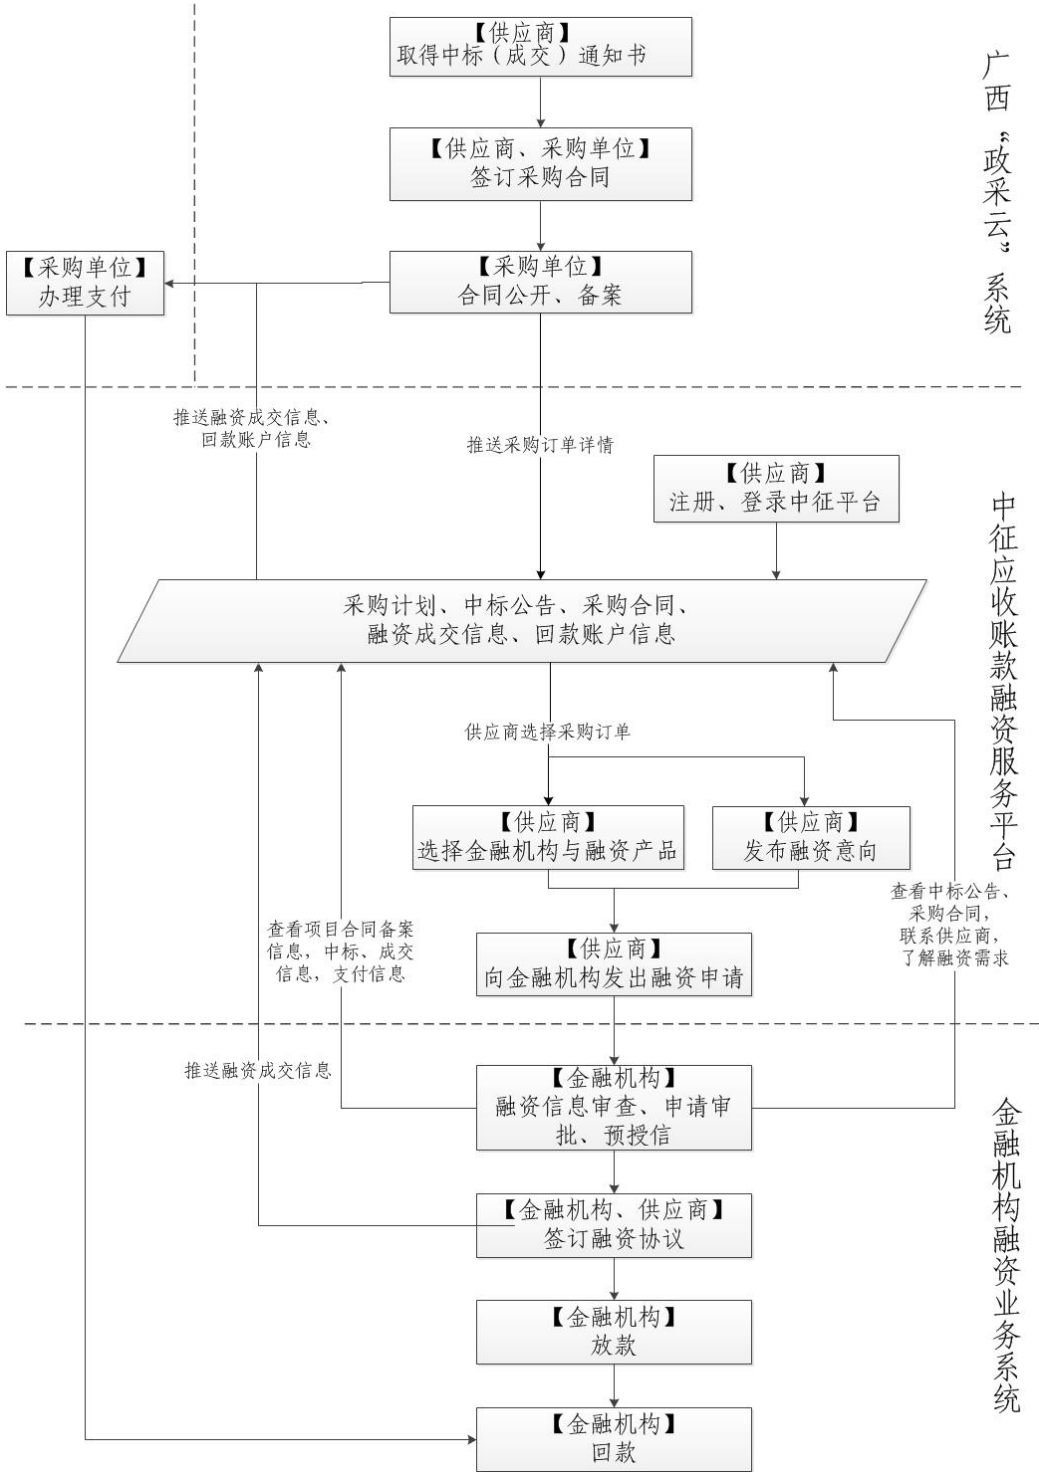 【供应商】
取得中标（成交）通知书
【供应商、采购单位】
签订采购合同
【采购单位】
办理支付
【采购单位】
合同公开、备案
广西“政采云”系统
推送融资成交信息、
回款账户信息
推送采购订单详情
【供应商】
注册、登录中征平台
采购计划、中标公告、采购合同、
融资成交信息、回款账户信息
中征应收账款融资服务平台
供应商选择采购订单
【供应商】
选择金融机构与融资产品
【供应商】
发布融资意向
查看项目合同备案
信息，中标、成交
信息，支付信息
【供应商】
向金融机构发出融资申请
查看中标公告、
采购合同，
联系供应商，
了解融资需求
推送融资成交信息
【金融机构】
融资信息审查、申请审
批、预授信
【金融机构、供应商】
签订融资协议
【金融机构】
放款
【金融机构】
回款
金融机构融资业务系统